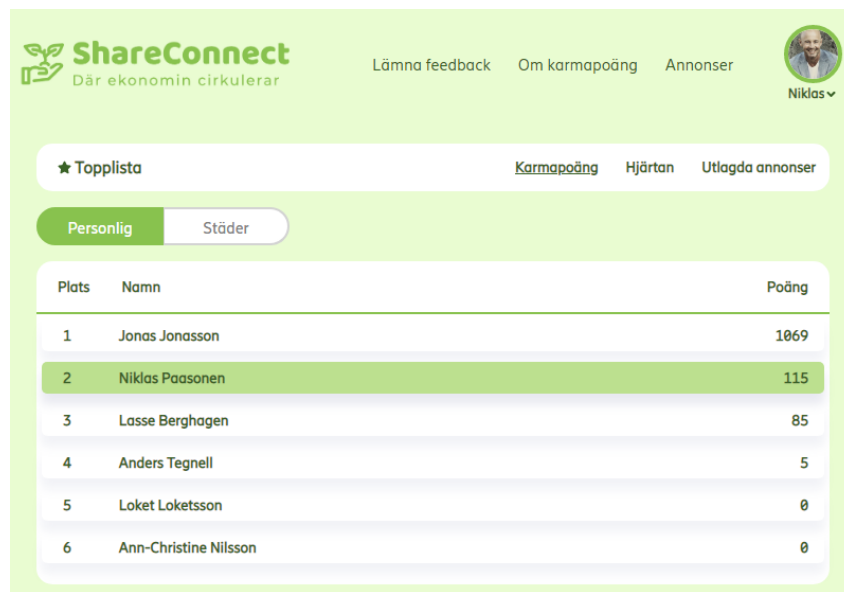 ShareConnect
Där ekonomin cirkulerar
Lämna feedback Om karmapoäng Annonser
Niklas
Topplista Karmapoäng Hjärtan Utlagda annonser
Personlig Städer
Plats Namn Poäng
1 Jonas Jonasson 1069
2 Niklas Paasonen 115
3 Lasse Berghagen 85
4 Anders Tegnell 5
5 Loket Loketsson 0
6 Ann-Christine Nilsson 0